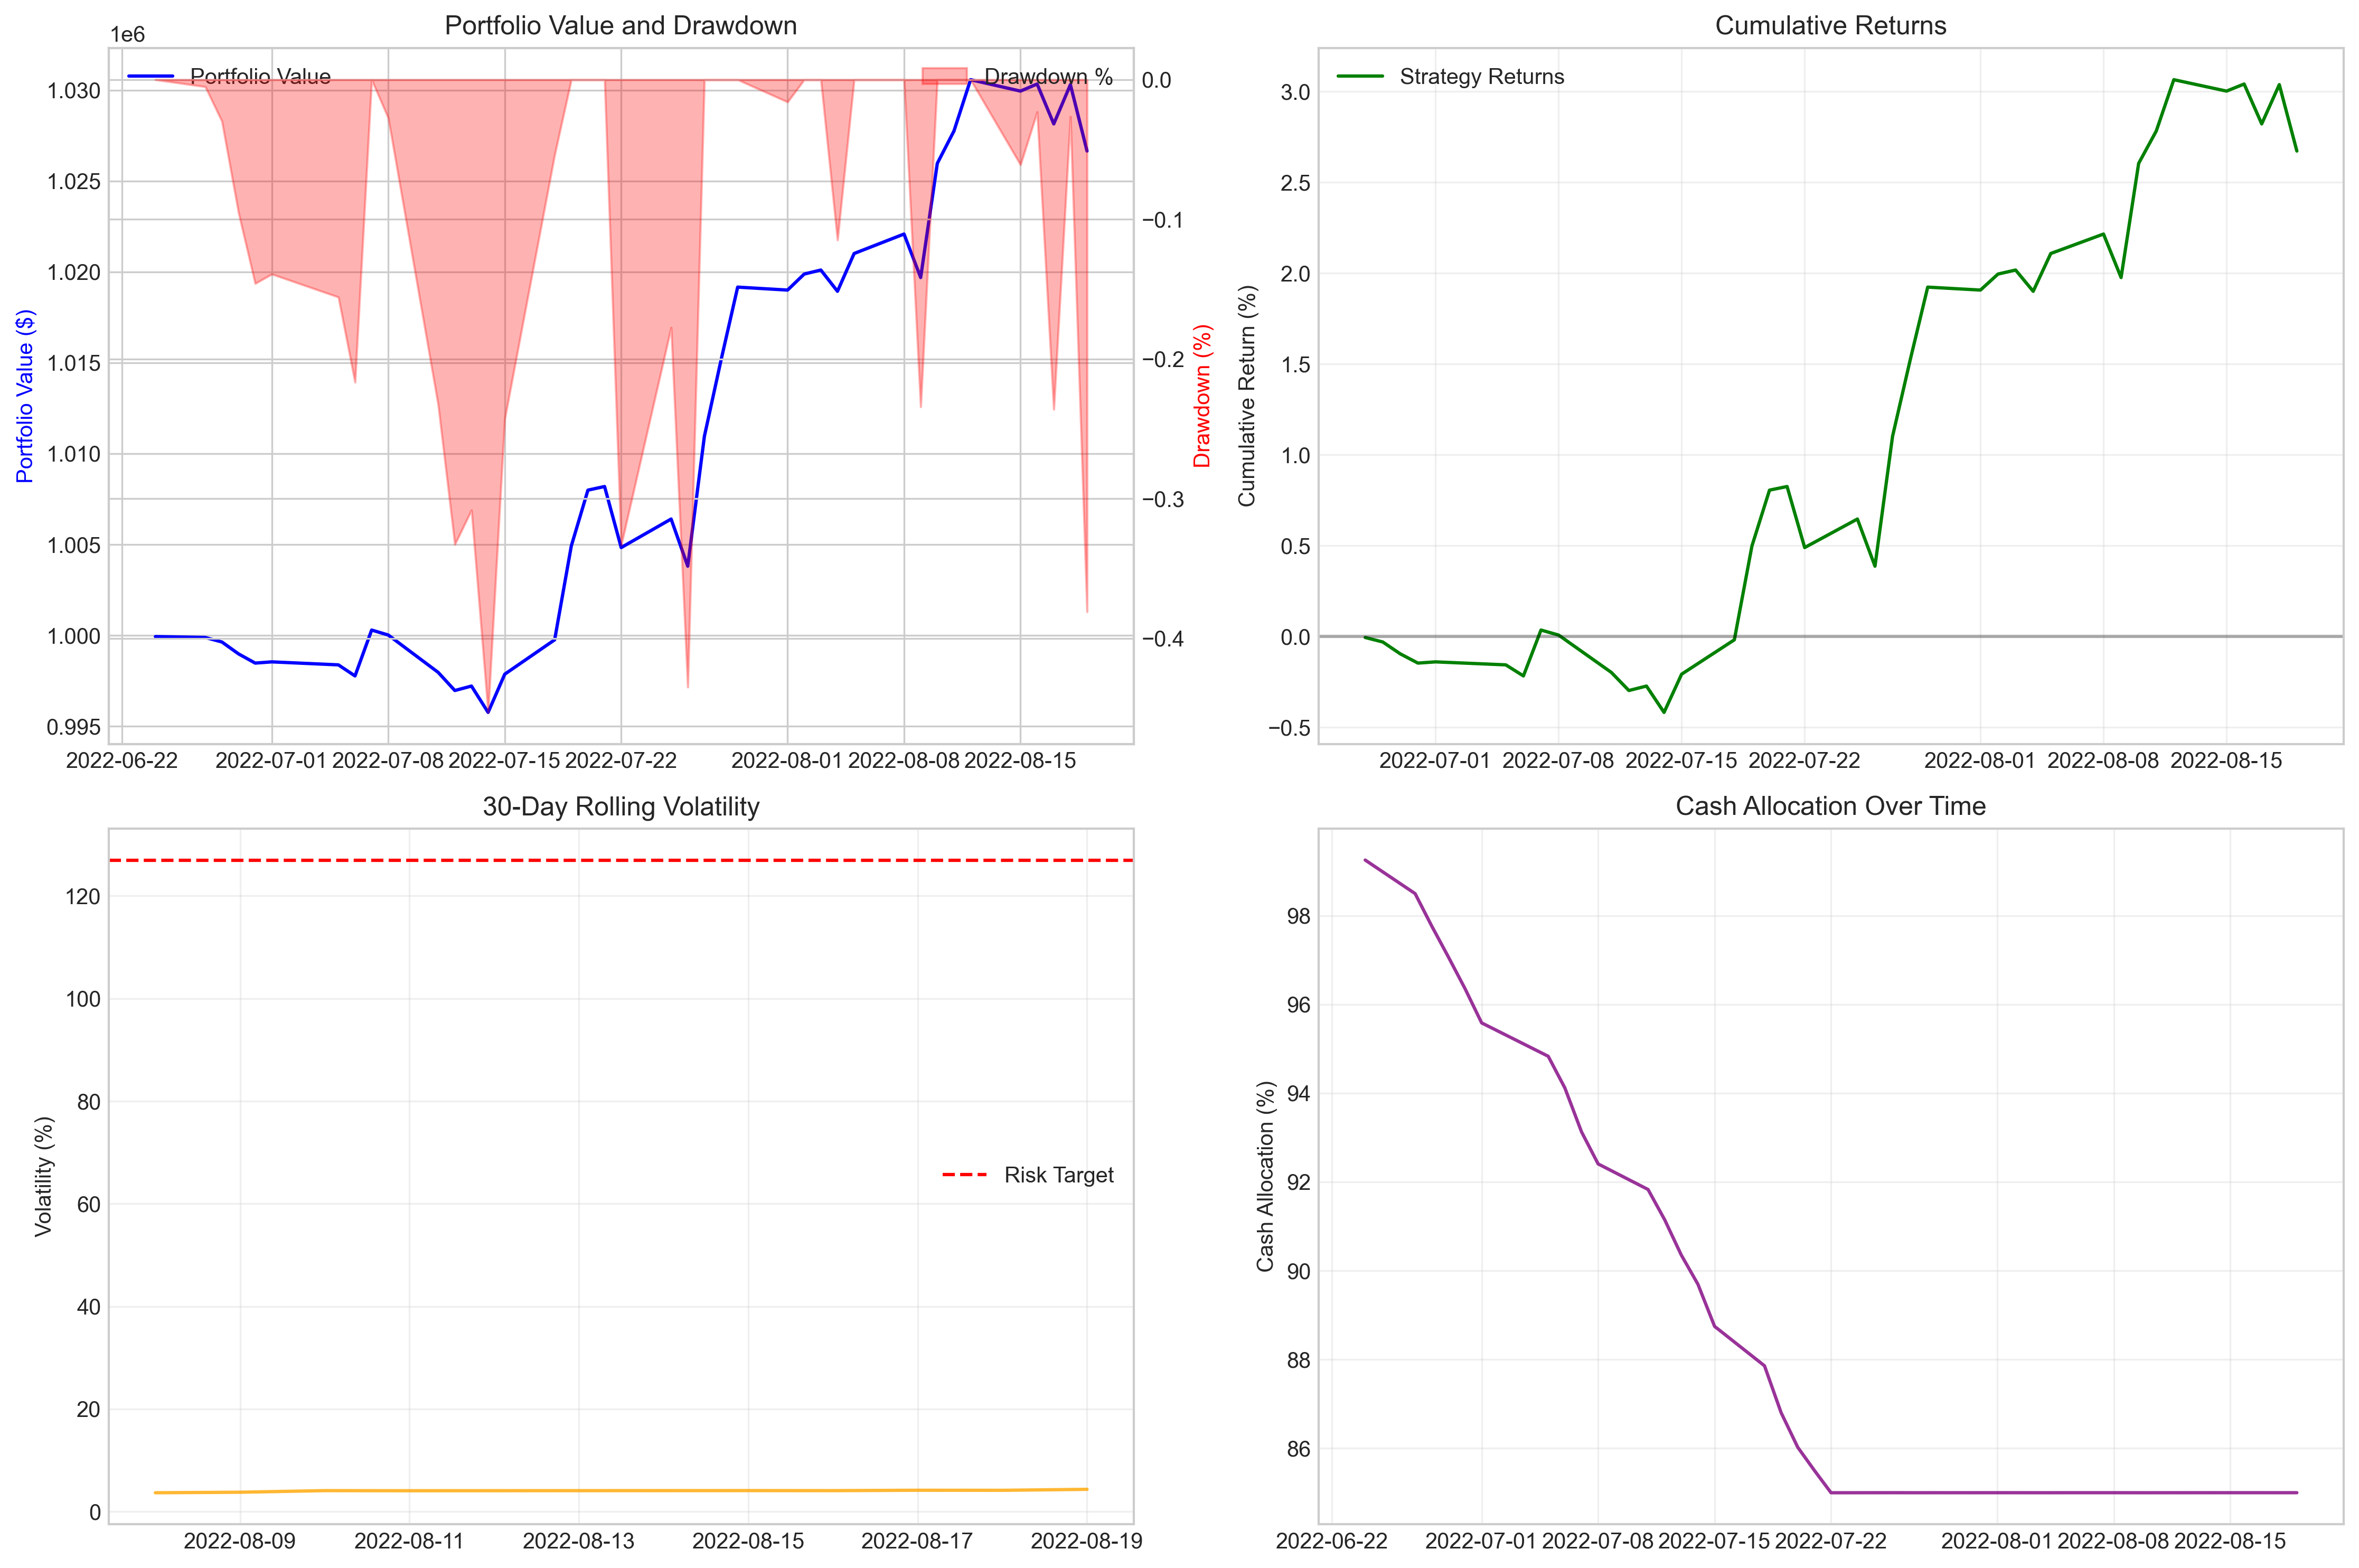 Portfolio Value and Drawdown
1e6
Portfolio Value
Drawdown %
1.030
1.025
1.020
1.015
1.010
1.005
1.000
0.995
Portfolio Value ($)
0.0
−0.1
−0.2
−0.3
−0.4
Drawdown (%)
2022-06-22 2022-07-01 2022-07-08 2022-07-15 2022-07-22 2022-08-01 2022-08-08 2022-08-15
Cumulative Returns
Strategy Returns
3.0
2.5
2.0
1.5
1.0
0.5
0.0
−0.5
Cumulative Return (%)
2022-07-01 2022-07-08 2022-07-15 2022-07-22 2022-08-01 2022-08-08 2022-08-15
30-Day Rolling Volatility
120
100
80
60
40
20
0
Volatility (%)
Risk Target
2022-08-09 2022-08-11 2022-08-13 2022-08-15 2022-08-17 2022-08-19
Cash Allocation Over Time
98
96
94
92
90
88
86
Cash Allocation (%)
2022-06-22 2022-07-01 2022-07-08 2022-07-15 2022-07-22 2022-08-01 2022-08-08 2022-08-15